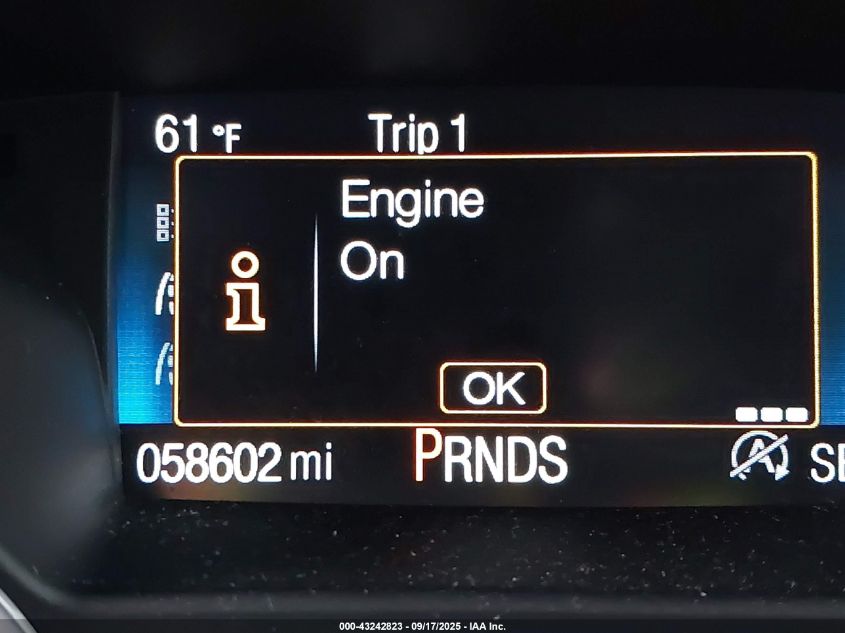 61 °F
Trip 1
Engine
On
OK
058602 mi
PRNDS
A
000-43242823 - 09/17/2025 - IAA Inc.